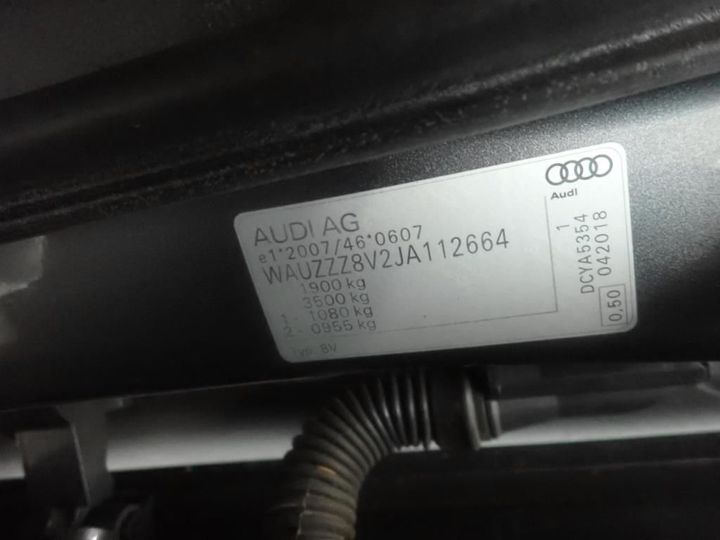 AUDI AG
e1*2007/46*0607
WAUZZZ8V2JA112664
1900 kg
3500 kg
1 - 1080 kg
2 - 0955 kg
Typ: 8V
Audi
1
DCYA5354
042018
0.50